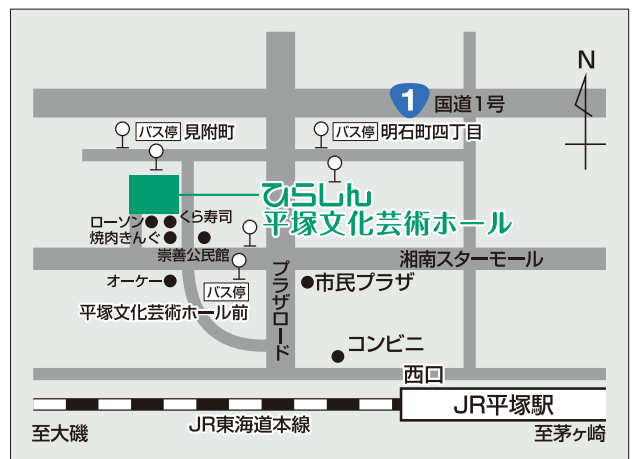 N
1
国道1号
バス停 見附町
バス停 明石町四丁目
ひらしん
平塚文化芸術ホール
ローソン
くら寿司
焼肉きんぐ
崇善公民館
湘南スターモール
オーケー
バス停
平塚文化芸術ホール前
プラザロード
市民プラザ
コンビニ
西口
JR平塚駅
JR東海道本線
至大磯
至茅ヶ崎